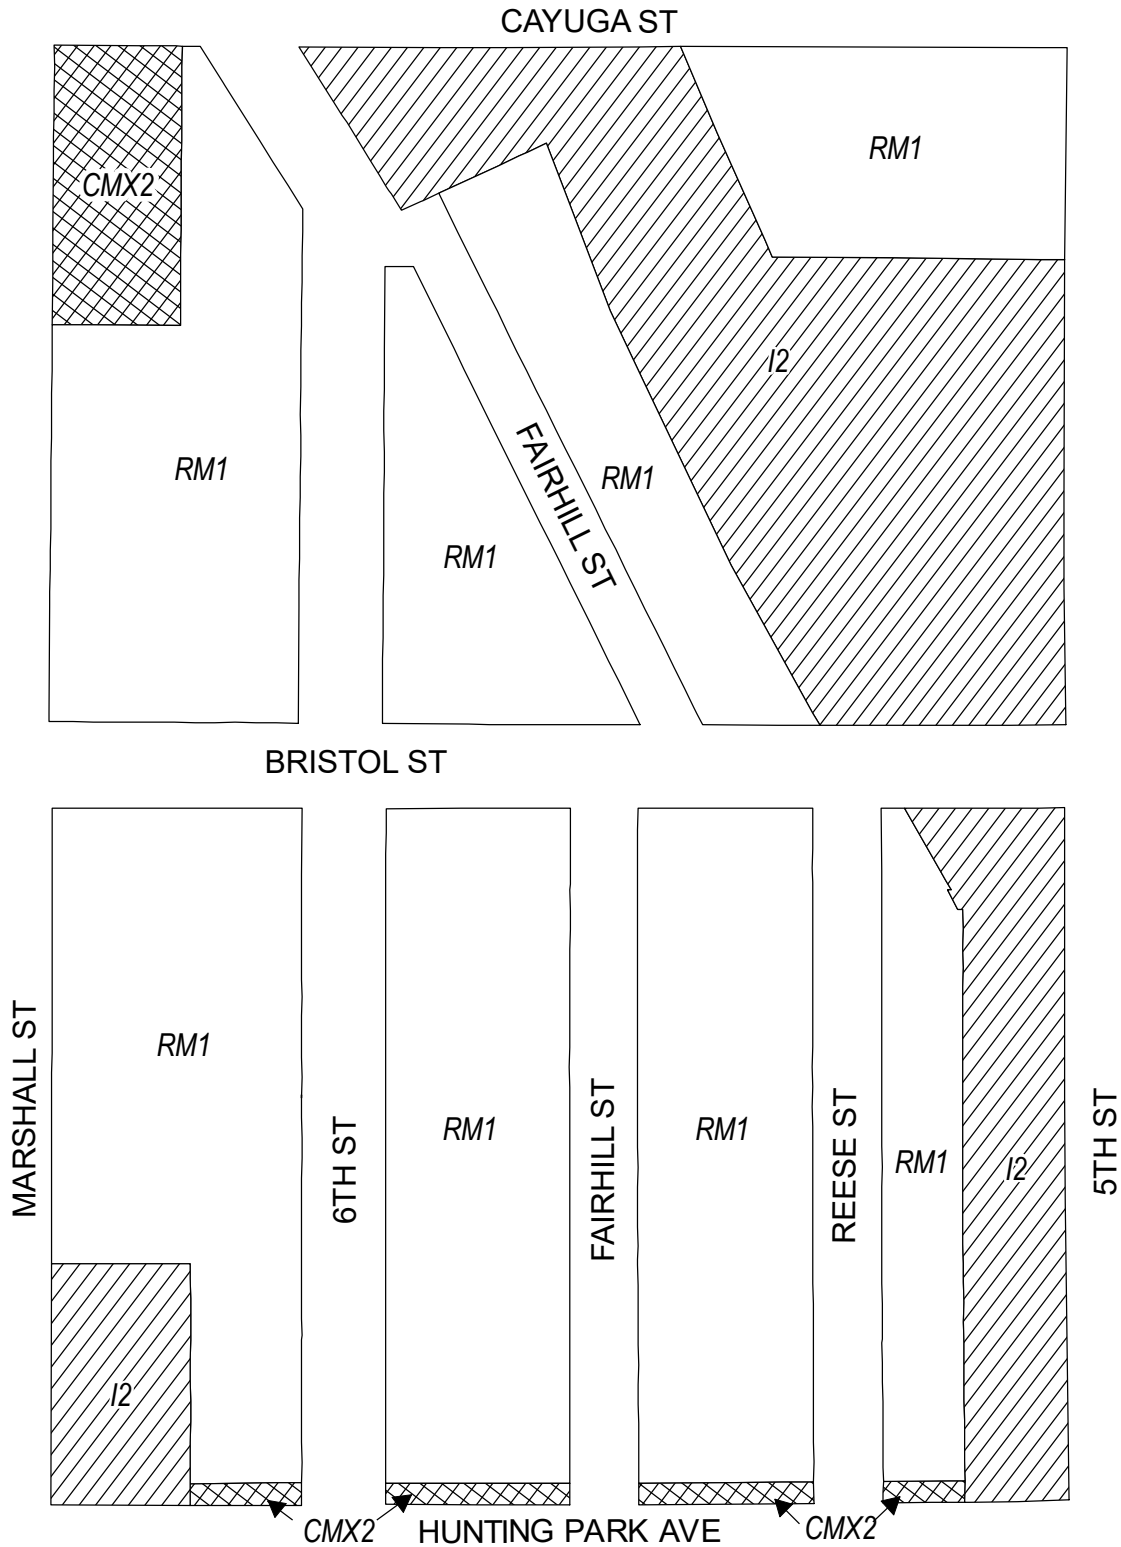 CAYUGA ST
RM1
CMX2
I2
RM1
FAIRHILL ST
RM1
RM1
BRISTOL ST
MARSHALL ST
RM1
6TH ST
RM1
FAIRHILL ST
RM1
REESE ST
RM1
I2
5TH ST
I2
CMX2
HUNTING PARK AVE
CMX2